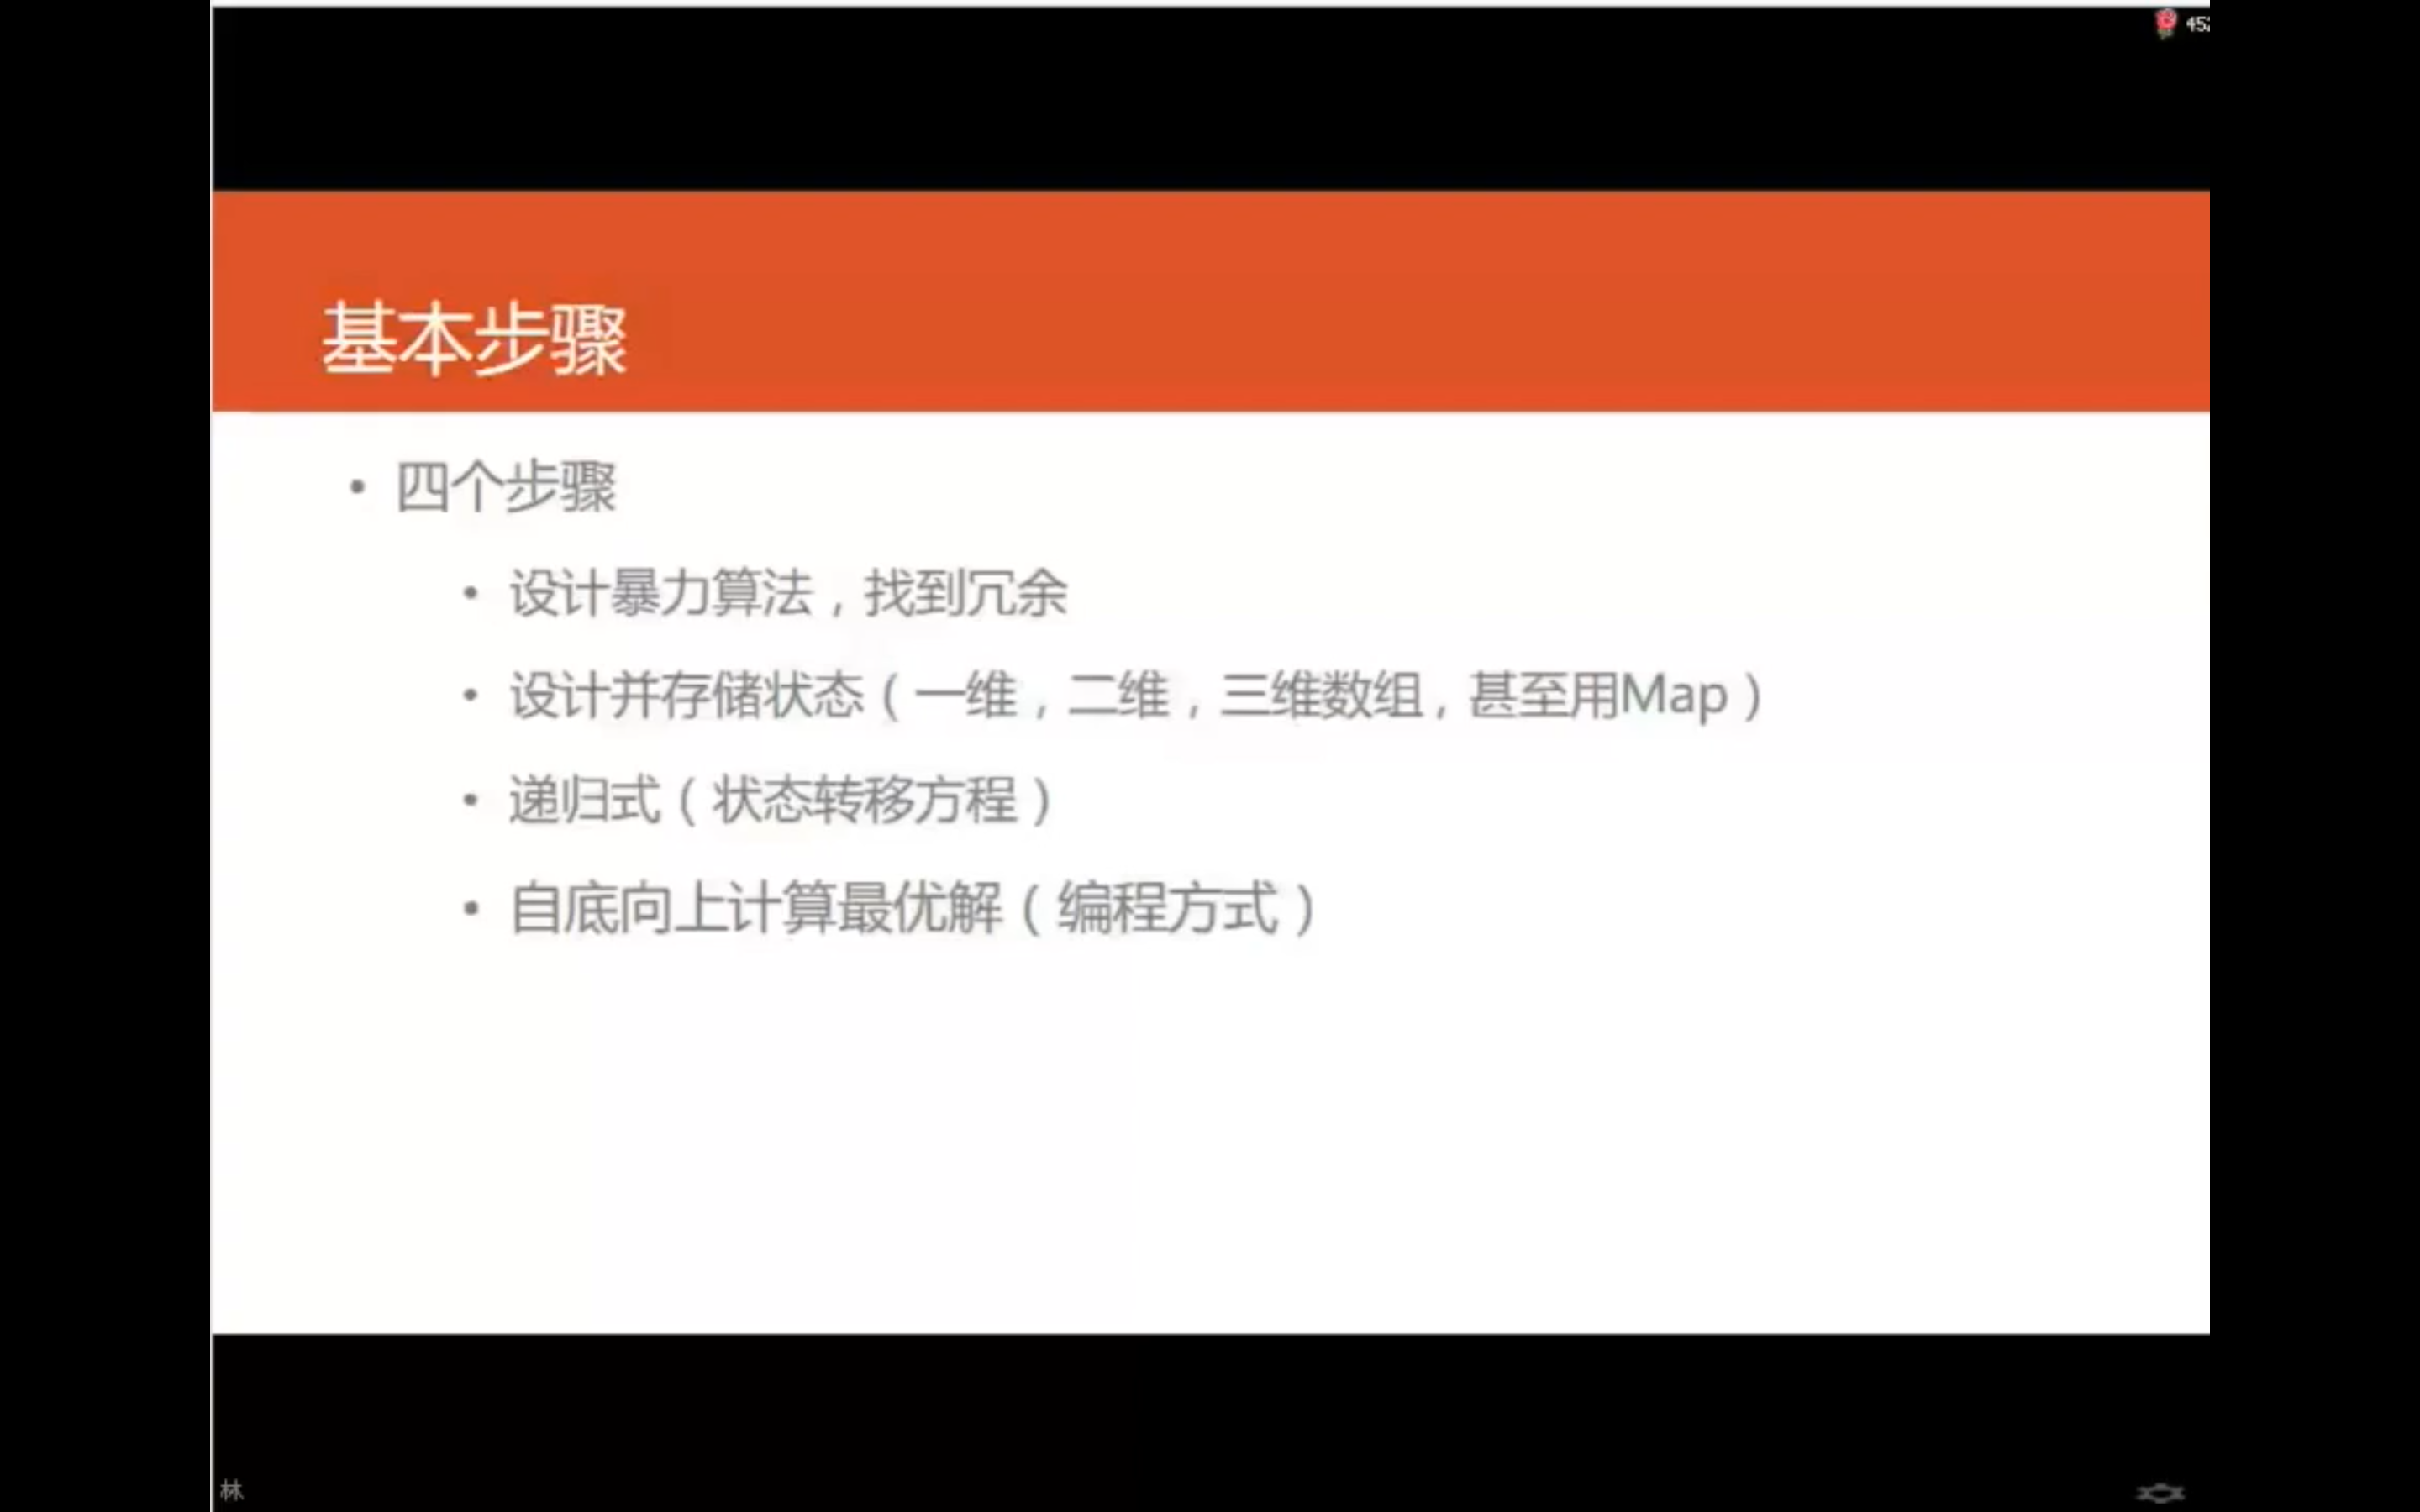 基本步骤
• 四个步骤
• 设计暴力算法，找到冗余
• 设计并存储状态（一维，二维，三维数组，甚至用Map）
• 递归式（状态转移方程）
• 自底向上计算最优解（编程方式）
林